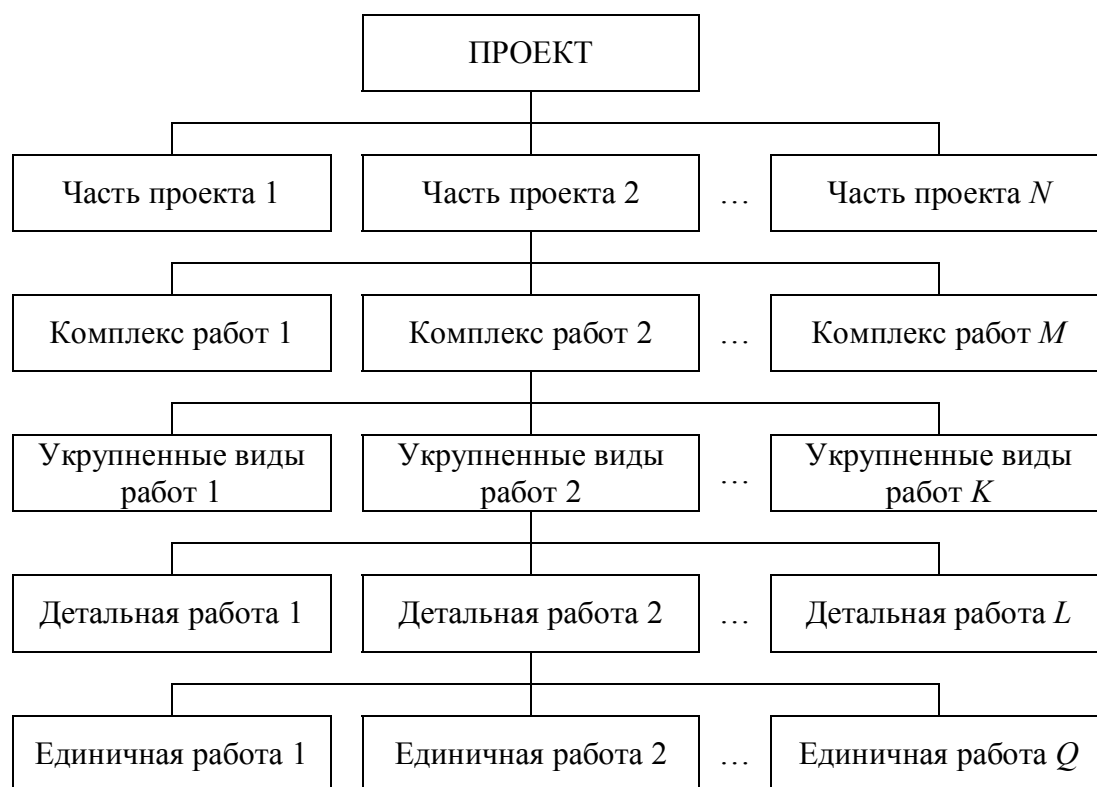 ПРОЕКТ
Часть проекта 1
Часть проекта 2
…
Часть проекта N
Комплекс работ 1
Комплекс работ 2
…
Комплекс работ M
Укрупненные виды
работ 1
Укрупненные виды
работ 2
…
Укрупненные виды
работ K
Детальная работа 1
Детальная работа 2
…
Детальная работа L
Единичная работа 1
Единичная работа 2
…
Единичная работа Q